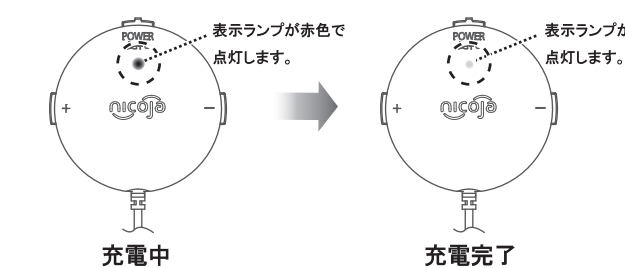 表示ランプが赤色で
点灯します。
POWER
+
nicoja
−
充電中
表示ランプが
点灯します。
POWER
+
nicoja
−
充電完了